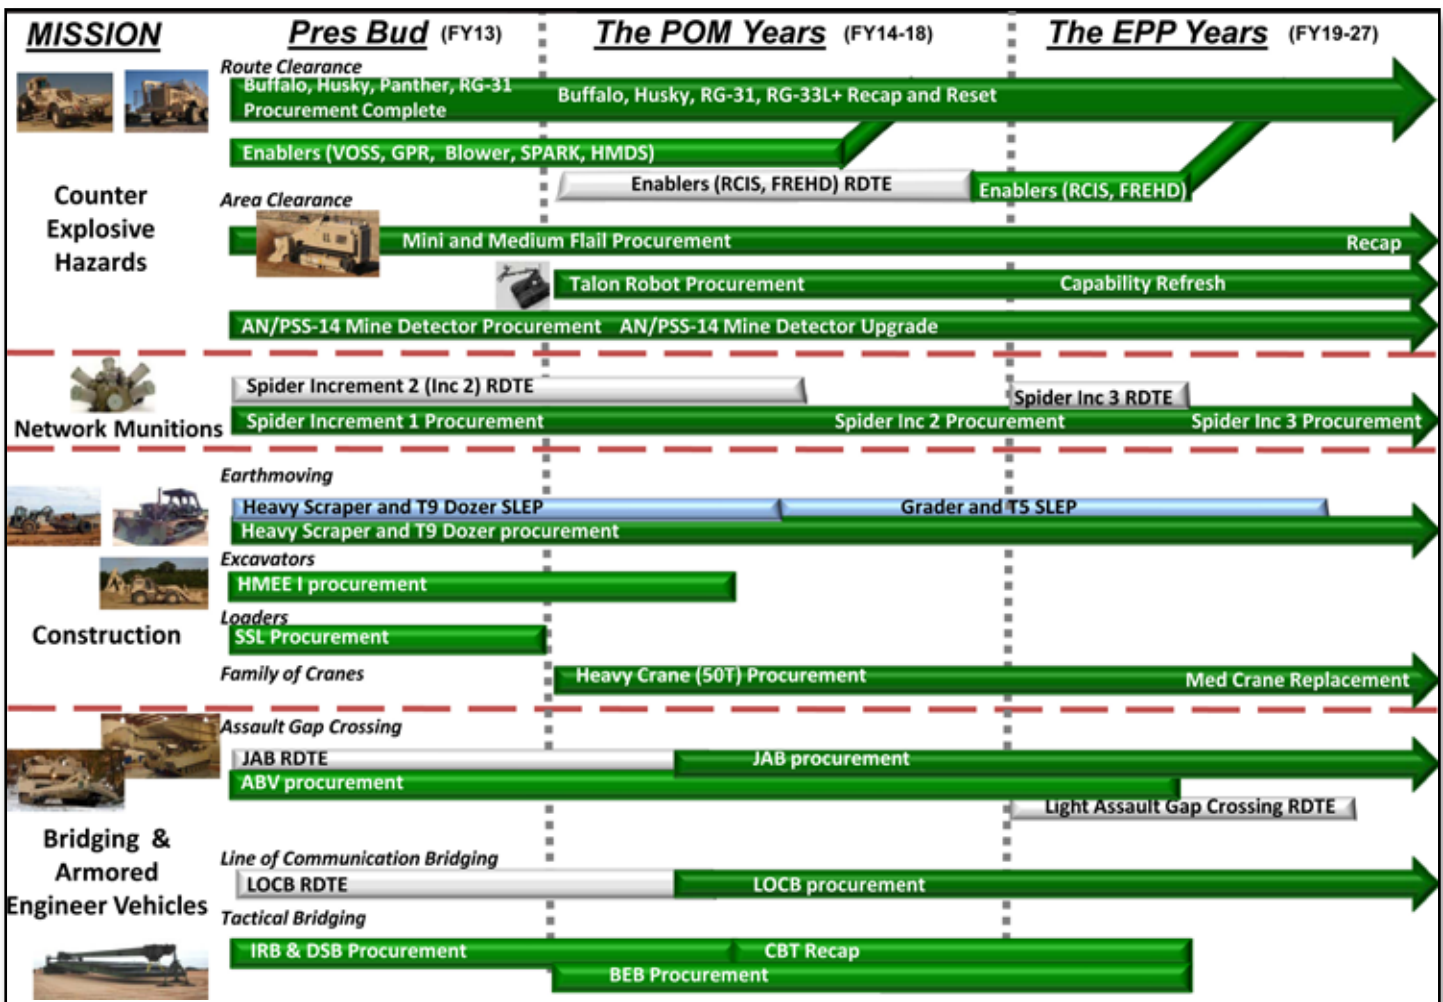 MISSION
Pres Bud (FY13)
The POM Years (FY14-18)
The EPP Years (FY19-27)
Route Clearance
Buffalo, Husky, Panther, RG-31
Procurement Complete
Buffalo, Husky, RG-31, RG-33L+ Recap and Reset
Enablers (VOSS, GPR, Blower, SPARK, HMDS)
Enablers (RCIS, FREHD) RDTE
Enablers (RCIS, FREHD)
Counter
Explosive
Hazards
Area Clearance
Mini and Medium Flail Procurement
Recap
Talon Robot Procurement
Capability Refresh
AN/PSS-14 Mine Detector Procurement
AN/PSS-14 Mine Detector Upgrade
Network Munitions
Spider Increment 2 (Inc 2) RDTE
Spider Inc 3 RDTE
Spider Increment 1 Procurement
Spider Inc 2 Procurement
Spider Inc 3 Procurement
Construction
Earthmoving
Heavy Scraper and T9 Dozer SLEP
Grader and T5 SLEP
Heavy Scraper and T9 Dozer procurement
Excavators
HMEE I procurement
Loaders
SSL Procurement
Family of Cranes
Heavy Crane (50T) Procurement
Med Crane Replacement
Bridging &
Armored
Engineer Vehicles
Assault Gap Crossing
JAB RDTE
JAB procurement
ABV procurement
Light Assault Gap Crossing RDTE
Line of Communication Bridging
LOCB RDTE
LOCB procurement
Tactical Bridging
IRB & DSB Procurement
CBT Recap
BEB Procurement